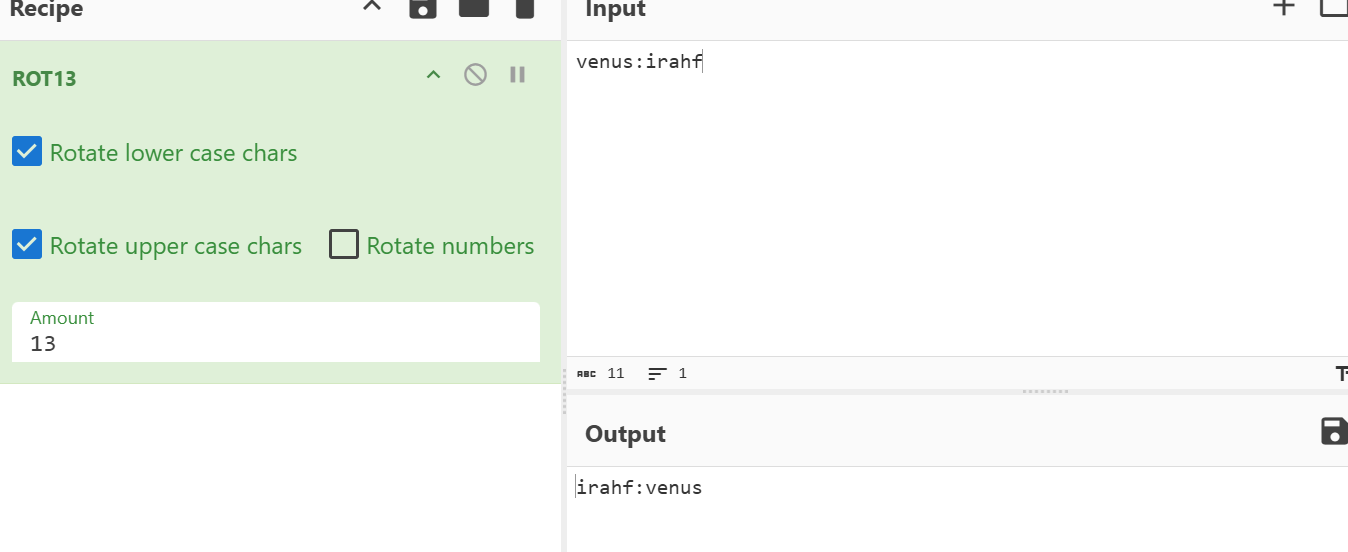 Recipe
ROT13
Rotate lower case chars
Rotate upper case chars
Rotate numbers
Amount
13
Input
venus:irahf
ABC 11
1
Output
irahf:venus